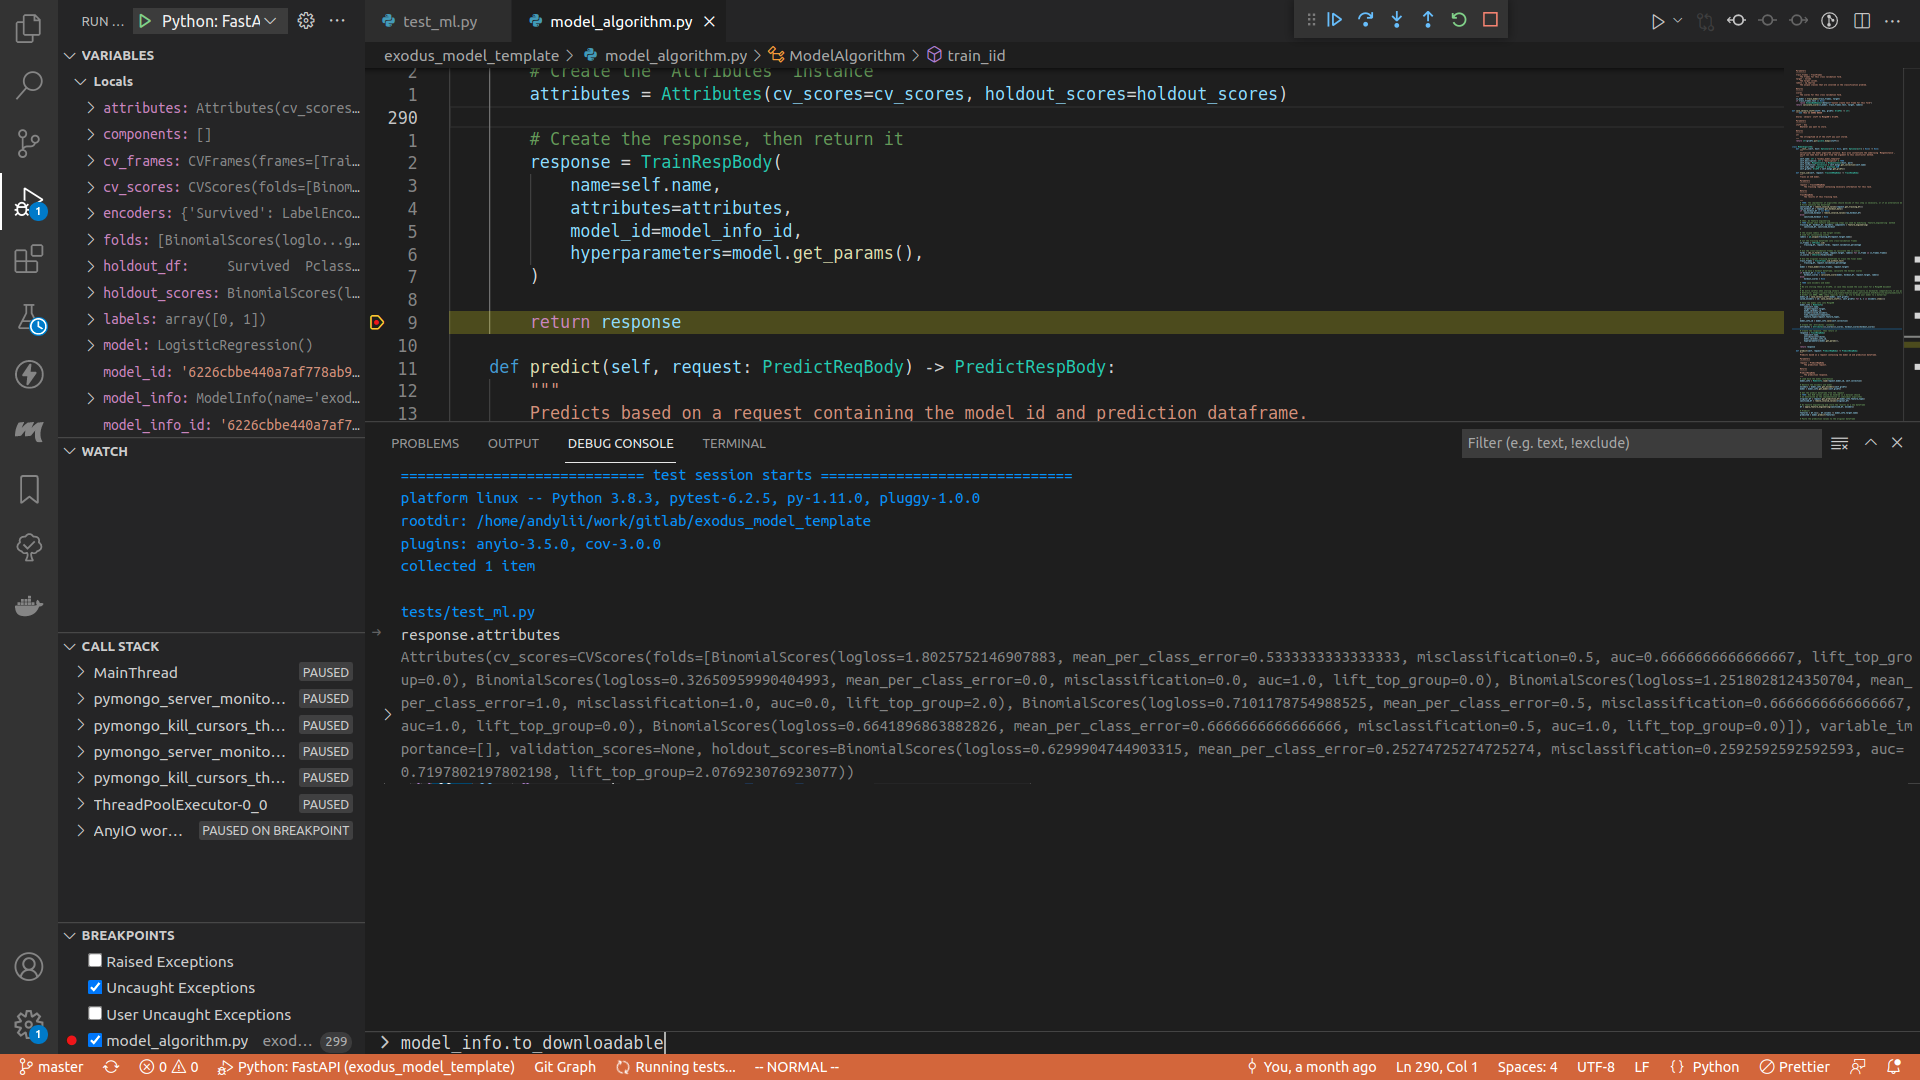 RUN ... Python: FastA ...
test_ml.py
model_algorithm.py
exodus_model_template > model_algorithm.py > ModelAlgorithm > train_iid
VARIABLES
Locals
attributes: Attributes(cv_scores...
components: []
cv_frames: CVFrames(frames=[Trai...
cv_scores: CVScores(folds=[Binom...
encoders: {'Survived': LabelEnco...
folds: [BinomialScores(loglo...g...
holdout_df: Survived Pclass...
holdout_scores: BinomialScores(l...
labels: array([0, 1])
model: LogisticRegression()
model_id: '6226cbbe440a7af778ab9...
model_info: ModelInfo(name='exod...
model_info_id: '6226cbbe440a7af7...
WATCH
CALL STACK
MainThread PAUSED
pymongo_server_monito... PAUSED
pymongo_kill_cursors_th... PAUSED
pymongo_server_monito... PAUSED
pymongo_kill_cursors_th... PAUSED
ThreadPoolExecutor-0_0 PAUSED
AnyIO wor... PAUSED ON BREAKPOINT
BREAKPOINTS
Raised Exceptions
Uncaught Exceptions
User Uncaught Exceptions
model_algorithm.py exod... 299
2 # Create the `Attributes` instance
1 attributes = Attributes(cv_scores=cv_scores, holdout_scores=holdout_scores)
290
1 # Create the response, then return it
2 response = TrainRespBody(
3 name=self.name,
4 attributes=attributes,
5 model_id=model_info_id,
6 hyperparameters=model.get_params(),
7 )
8
9 return response
10
11 def predict(self, request: PredictReqBody) -> PredictRespBody:
12 """
13 Predicts based on a request containing the model id and prediction dataframe.
PROBLEMS OUTPUT DEBUG CONSOLE TERMINAL Filter (e.g. text, !exclude)
============================= test session starts ==============================
platform linux -- Python 3.8.3, pytest-6.2.5, py-1.11.0, pluggy-1.0.0
rootdir: /home/andylii/work/gitlab/exodus_model_template
plugins: anyio-3.5.0, cov-3.0.0
collected 1 item
tests/test_ml.py
response.attributes
Attributes(cv_scores=CVScores(folds=[BinomialScores(logloss=1.8025752146907883, mean_per_class_error=0.5333333333333333, misclassification=0.5, auc=0.6666666666666667, lift_top_gro
up=0.0), BinomialScores(logloss=0.32650959990404993, mean_per_class_error=0.0, misclassification=0.0, auc=1.0, lift_top_group=0.0), BinomialScores(logloss=1.2518028124350704, mean_
per_class_error=1.0, misclassification=1.0, auc=0.0, lift_top_group=2.0), BinomialScores(logloss=0.7101178754988525, mean_per_class_error=0.5, misclassification=0.6666666666666667,
auc=1.0, lift_top_group=0.0), BinomialScores(logloss=0.6641896863882826, mean_per_class_error=0.6666666666666666, misclassification=0.5, auc=1.0, lift_top_group=0.0)]), variable_im
portance=[], validation_scores=None, holdout_scores=BinomialScores(logloss=0.6299904744903315, mean_per_class_error=0.25274725274725274, misclassification=0.2592592592592593, auc=
0.7197802197802198, lift_top_group=2.076923076923077))
model_info.to_downloadable
1
1
master 0 0 Python: FastAPI (exodus_model_template) Git Graph Running tests... -- NORMAL -- You, a month ago Ln 290, Col 1 Spaces: 4 UTF-8 LF {} Python Prettier